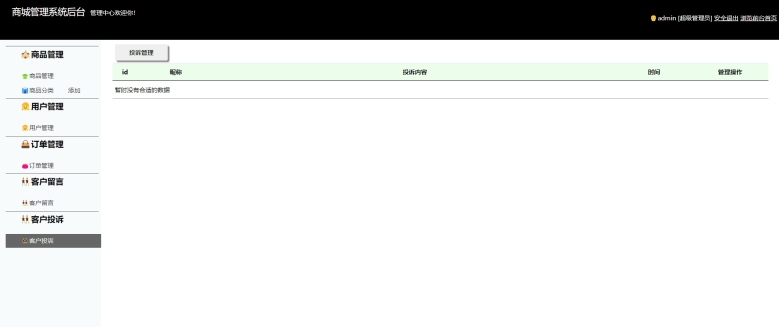 商城管理系统后台 管理中心欢迎你!
admin [超级管理员] 安全退出 浏览前台首页
商品管理
商品管理
商品分类 添加
用户管理
用户管理
订单管理
订单管理
客户留言
客户留言
客户投诉
客户投诉
投诉管理
id 昵称 投诉内容 时间 管理操作
暂时没有合适的数据